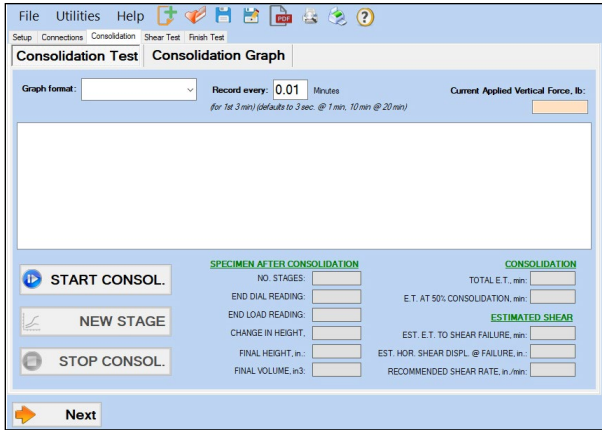 File Utilities Help PDF ?
Setup Connections Consolidation Shear Test Finish Test
Consolidation Test Consolidation Graph
Graph format: Record every: 0.01 Minutes Current Applied Vertical Force, lb:
(for 1st 3 min) (defaults to 3 sec. @ 1 min, 10 min @ 20 min)
SPECIMEN AFTER CONSOLIDATION
NO. STAGES:
END DIAL READING:
END LOAD READING:
CHANGE IN HEIGHT,
FINAL HEIGHT, in.:
FINAL VOLUME, in3:
CONSOLIDATION
TOTAL E.T., min:
E.T. AT 50% CONSOLIDATION, min:
ESTIMATED SHEAR
EST. E.T. TO SHEAR FAILURE, min:
EST. HOR. SHEAR DISPL. @ FAILURE, in.:
RECOMMENDED SHEAR RATE, in./min:
START CONSOL.
NEW STAGE
STOP CONSOL.
Next